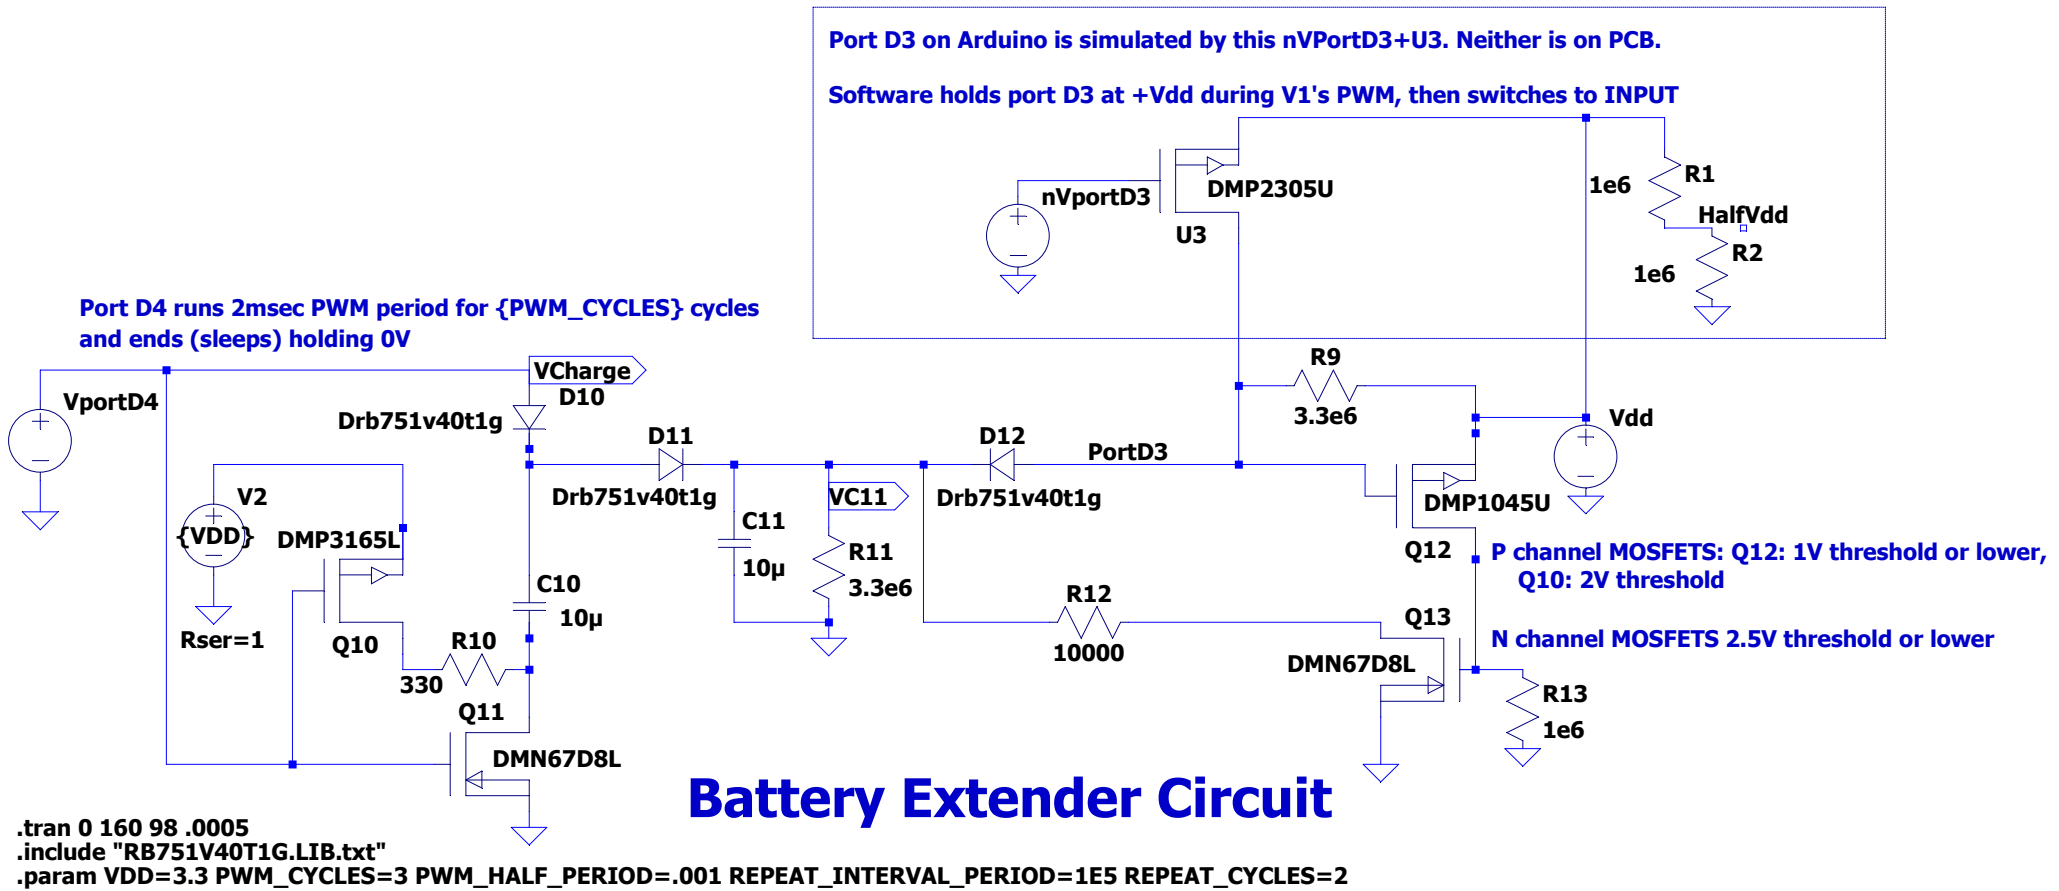 Port D3 on Arduino is simulated by this nVPortD3+U3. Neither is on PCB.
Software holds port D3 at +Vdd during V1's PWM, then switches to INPUT
nVportD3
DMP2305U
U3
R1
1e6
HalfVdd
R2
1e6
Port D4 runs 2msec PWM period for {PWM_CYCLES} cycles
and ends (sleeps) holding 0V
VCharge
VportD4
D10
Drb751v40t1g
R9
3.3e6
Vdd
D11
Drb751v40t1g
D12
Drb751v40t1g
PortD3
VC11
V2
{VDD}
Rser=1
DMP3165L
Q10
R10
330
C10
10µ
C11
10µ
R11
3.3e6
R12
10000
DMP1045U
Q12
P channel MOSFETS: Q12: 1V threshold or lower,
Q10: 2V threshold
Q13
DMN67D8L
N channel MOSFETS 2.5V threshold or lower
R13
1e6
Q11
DMN67D8L
Battery Extender Circuit
.tran 0 160 98 .0005
.include "RB751V40T1G.LIB.txt"
.param VDD=3.3 PWM_CYCLES=3 PWM_HALF_PERIOD=.001 REPEAT_INTERVAL_PERIOD=1E5 REPEAT_CYCLES=2